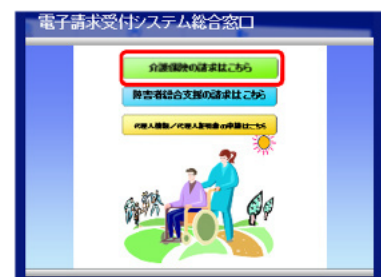 電子請求受付システム総合窓口
介護保険の請求はこちら
障害者総合支援の請求はこちら
代理人情報／代理人証明書の申請はこちら